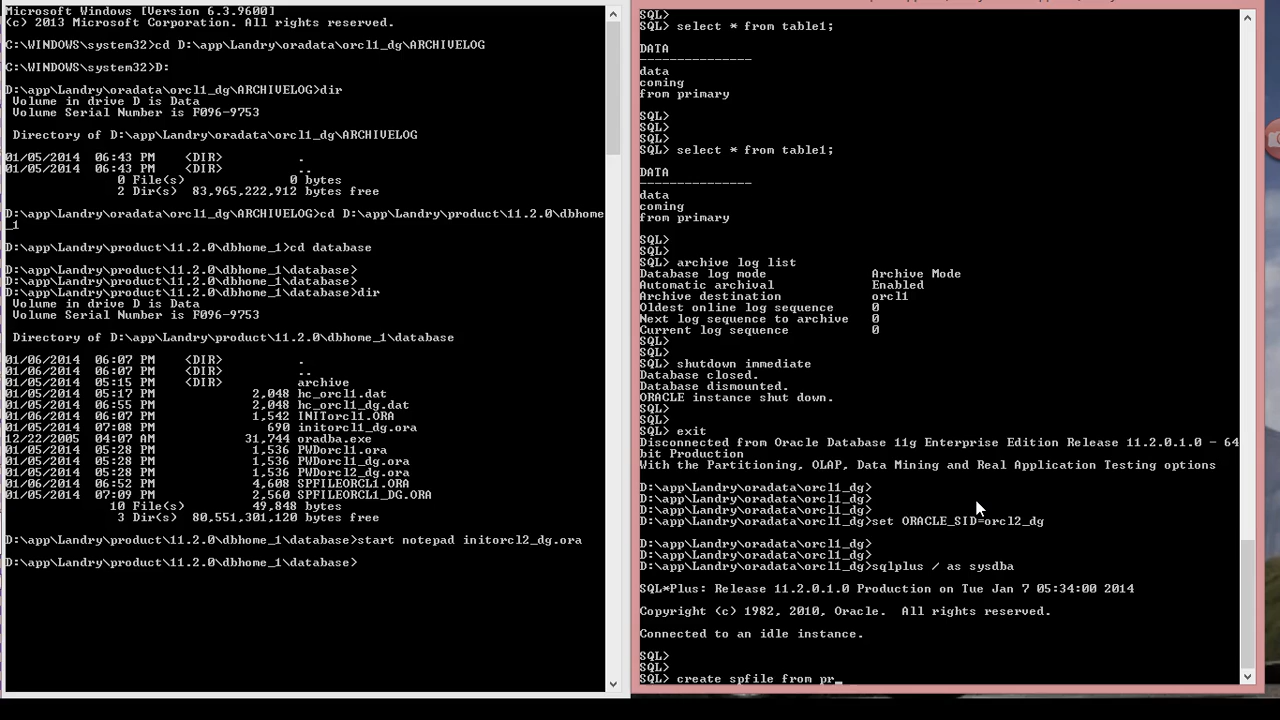 Microsoft Windows [Version 6.3.9600]
(c) 2013 Microsoft Corporation. All rights reserved.
C:\WINDOWS\system32>cd D:\app\Landry\oradata\orcl1_dg\ARCHIVELOG
C:\WINDOWS\system32>D:
D:\app\Landry\oradata\orcl1_dg\ARCHIVELOG>dir
Volume in drive D is Data
Volume Serial Number is F096-9753
Directory of D:\app\Landry\oradata\orcl1_dg\ARCHIVELOG
01/05/2014  06:43 PM    <DIR>          .
01/05/2014  06:43 PM    <DIR>          ..
0 File(s)              0 bytes
2 Dir(s)  83,965,222,912 bytes free
D:\app\Landry\oradata\orcl1_dg\ARCHIVELOG>cd D:\app\Landry\product\11.2.0\dbhome
_1
D:\app\Landry\product\11.2.0\dbhome_1>cd database
D:\app\Landry\product\11.2.0\dbhome_1\database>
D:\app\Landry\product\11.2.0\dbhome_1\database>
D:\app\Landry\product\11.2.0\dbhome_1\database>dir
Volume in drive D is Data
Volume Serial Number is F096-9753
Directory of D:\app\Landry\product\11.2.0\dbhome_1\database
01/06/2014  06:07 PM    <DIR>          .
01/06/2014  06:07 PM    <DIR>          ..
01/05/2014  05:15 PM    <DIR>          archive
01/05/2014  05:17 PM             2,048 hc_orcl1.dat
01/05/2014  06:55 PM             2,048 hc_orcl1_dg.dat
01/06/2014  06:07 PM             1,542 INITorcl1.ORA
01/05/2014  07:08 PM               690 initorcl1_dg.ora
12/22/2005  04:07 AM            31,744 oradba.exe
01/05/2014  05:28 PM             1,536 PWDorcl1.ora
01/05/2014  05:28 PM             1,536 PWDorcl1_dg.ora
01/05/2014  05:28 PM             1,536 PWDorcl2_dg.ora
01/06/2014  06:52 PM             4,608 SPFILEORCL1.ORA
01/05/2014  07:09 PM             2,560 SPFILEORCL1_DG.ORA
10 File(s)         49,848 bytes
3 Dir(s)  80,551,301,120 bytes free
D:\app\Landry\product\11.2.0\dbhome_1\database>start notepad initorcl2_dg.ora
D:\app\Landry\product\11.2.0\dbhome_1\database>
SQL>
SQL> select * from table1;
DATA
---------------
data
coming
from primary
SQL>
SQL>
SQL>
SQL> select * from table1;
DATA
---------------
data
coming
from primary
SQL>
SQL>
SQL> archive log list
Database log mode              Archive Mode
Automatic archival             Enabled
Archive destination            orcl1
Oldest online log sequence     0
Next log sequence to archive   0
Current log sequence           0
SQL>
SQL>
SQL> shutdown immediate
Database closed.
Database dismounted.
ORACLE instance shut down.
SQL>
SQL>
SQL> exit
Disconnected from Oracle Database 11g Enterprise Edition Release 11.2.0.1.0 - 64
bit Production
With the Partitioning, OLAP, Data Mining and Real Application Testing options
D:\app\Landry\oradata\orcl1_dg>
D:\app\Landry\oradata\orcl1_dg>
D:\app\Landry\oradata\orcl1_dg>
D:\app\Landry\oradata\orcl1_dg>set ORACLE_SID=orcl2_dg
D:\app\Landry\oradata\orcl1_dg>
D:\app\Landry\oradata\orcl1_dg>
D:\app\Landry\oradata\orcl1_dg>sqlplus / as sysdba
SQL*Plus: Release 11.2.0.1.0 Production on Tue Jan 7 05:34:00 2014
Copyright (c) 1982, 2010, Oracle.  All rights reserved.
Connected to an idle instance.
SQL>
SQL>
SQL> create spfile from pr_